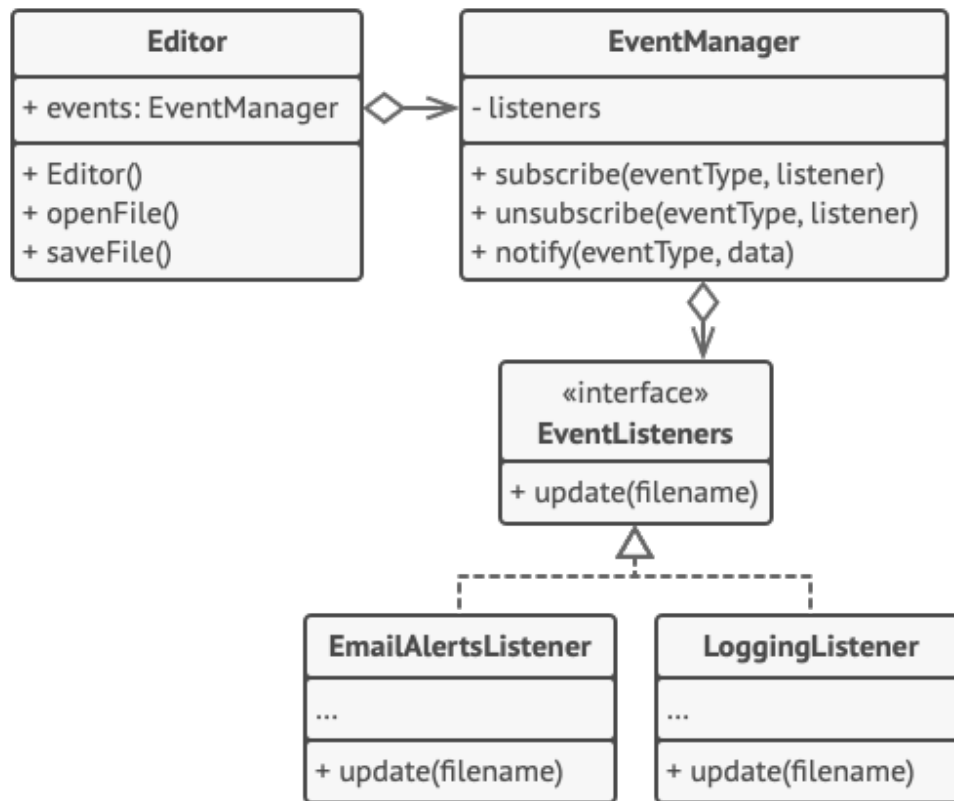 Editor
+ events: EventManager
+ Editor()
+ openFile()
+ saveFile()
EventManager
- listeners
+ subscribe(eventType, listener)
+ unsubscribe(eventType, listener)
+ notify(eventType, data)
«interface»
EventListeners
+ update(filename)
EmailAlertsListener
...
+ update(filename)
LoggingListener
...
+ update(filename)